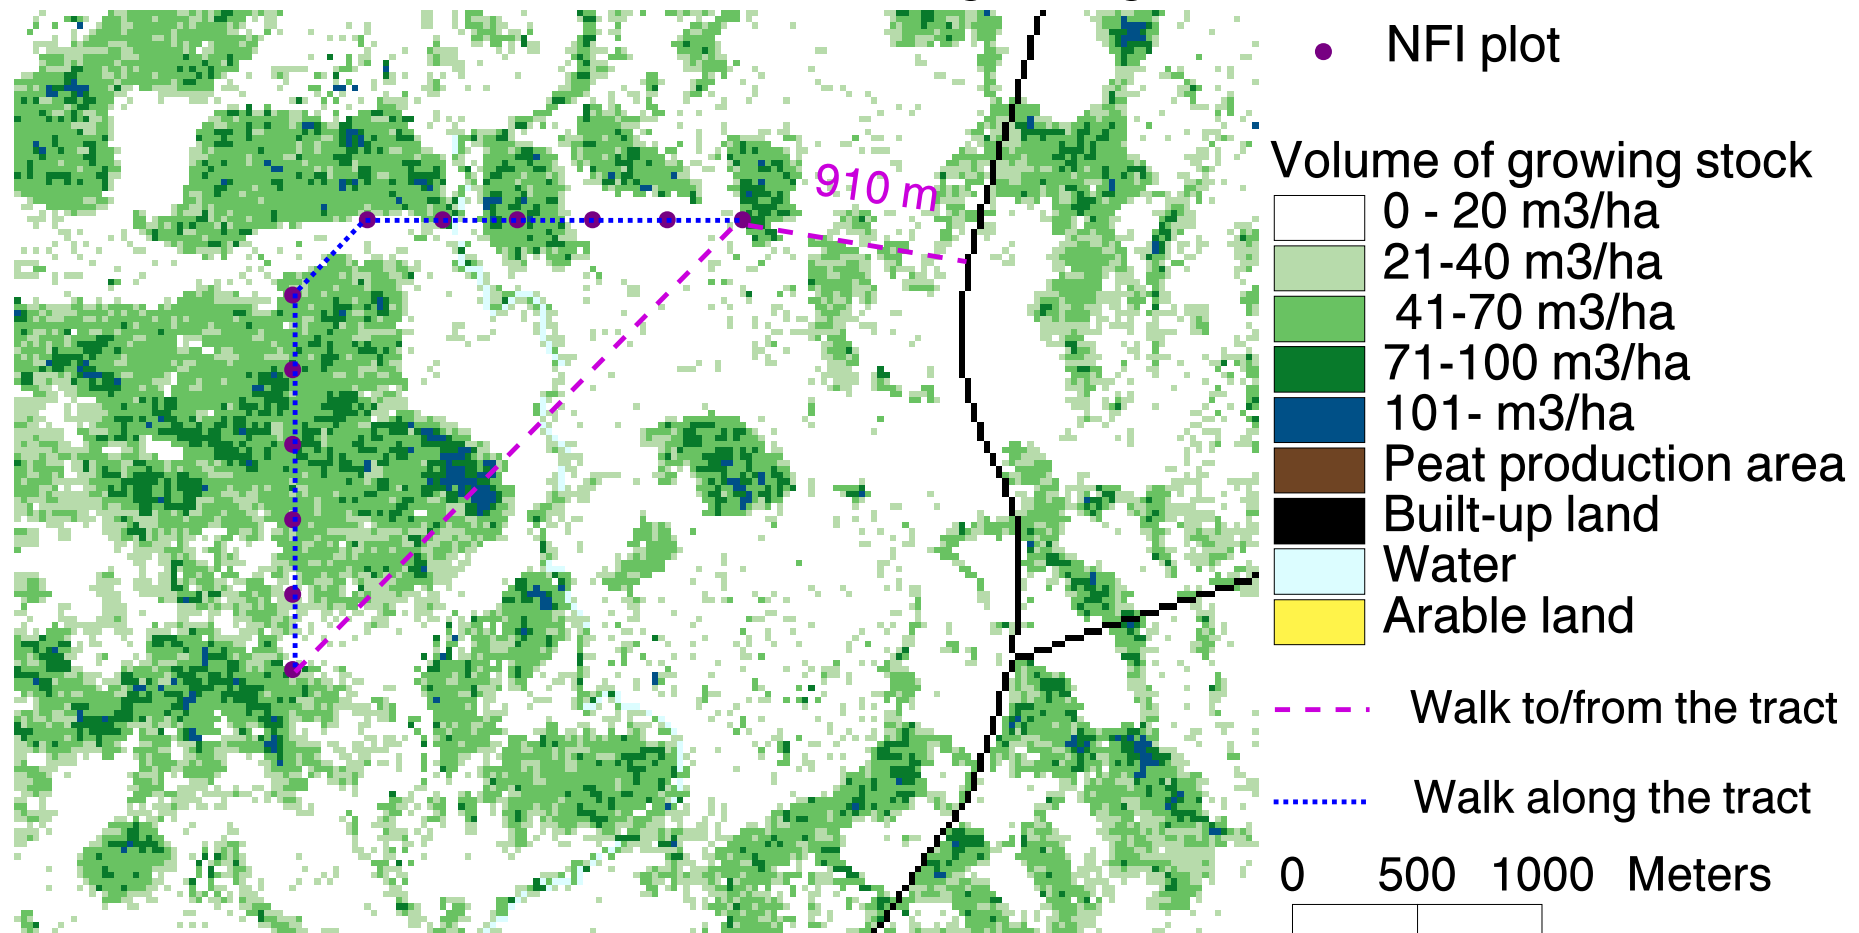 NFI plot
910 m
Volume of growing stock
0 - 20 m3/ha
21-40 m3/ha
41-70 m3/ha
71-100 m3/ha
101- m3/ha
Peat production area
Built-up land
Water
Arable land
Walk to/from the tract
Walk along the tract
0 500 1000 Meters